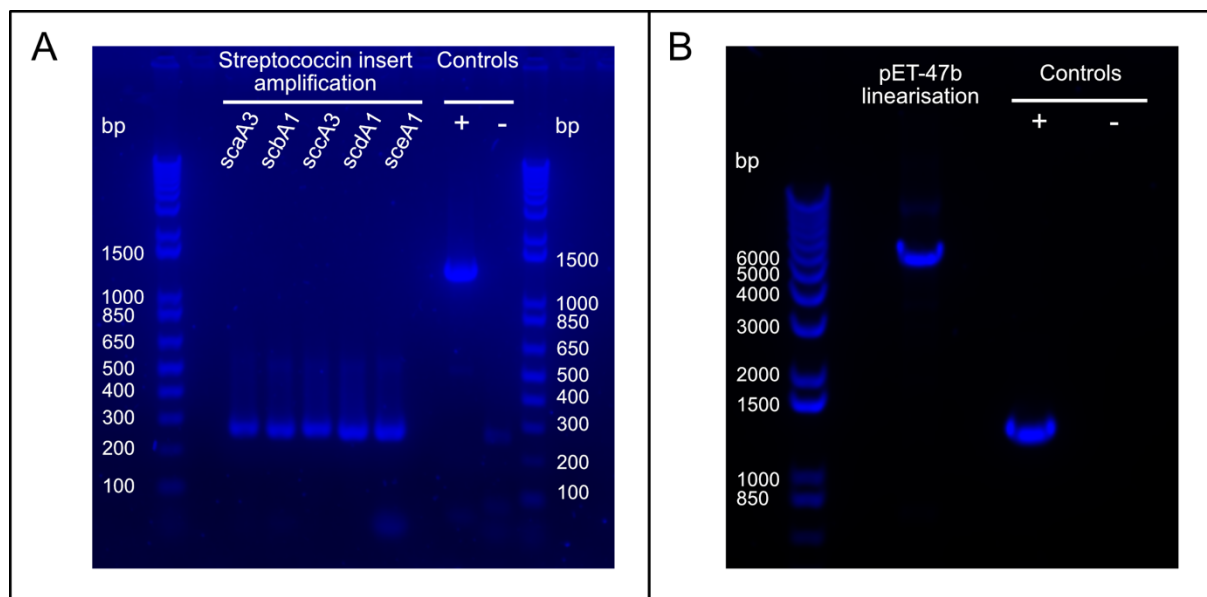 A
Streptococcin insert
amplification
Controls
bp
scaA3
scbA1
sccA3
scdA1
sceA1
+
-
bp
1500
1000
850
650
500
400
300
200
100
1500
1000
850
650
500
400
300
200
100
B
pET-47b
linearisation
Controls
+
-
bp
6000
5000
4000
3000
2000
1500
1000
850